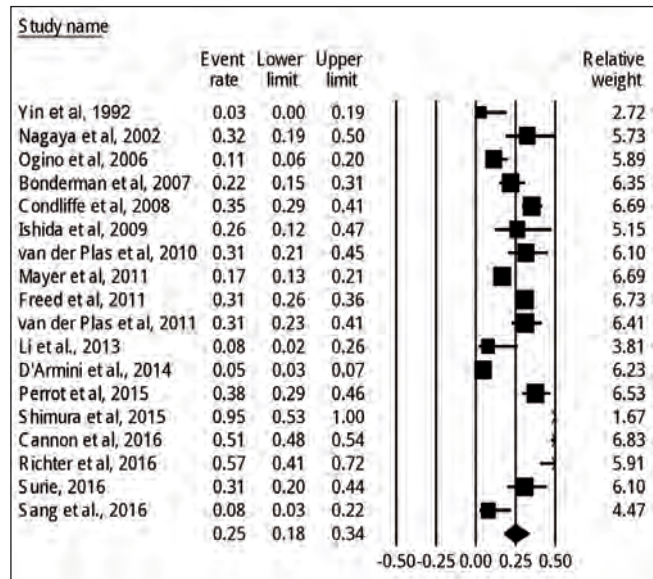 Study name
Event Lower Upper Relative
rate limit limit weight
Yin et al, 1992 0.03 0.00 0.19 2.72
Nagaya et al, 2002 0.32 0.19 0.50 5.73
Ogino et al, 2006 0.11 0.06 0.20 5.89
Bonderman et al, 2007 0.22 0.15 0.31 6.35
Condliffe et al, 2008 0.35 0.29 0.41 6.69
Ishida et al, 2009 0.26 0.12 0.47 5.15
van der Plas et al, 2010 0.31 0.21 0.45 6.10
Mayer et al, 2011 0.17 0.13 0.21 6.69
Freed et al, 2011 0.31 0.26 0.36 6.73
van der Plas et al, 2011 0.31 0.23 0.41 6.41
Li et al., 2013 0.08 0.02 0.26 3.81
D'Armini et al., 2014 0.05 0.03 0.07 6.23
Perrot et al, 2015 0.38 0.29 0.46 6.53
Shimura et al, 2015 0.95 0.53 1.00 1.67
Cannon et al, 2016 0.51 0.48 0.54 6.83
Richter et al, 2016 0.57 0.41 0.72 5.91
Surie, 2016 0.31 0.20 0.44 6.10
Sang et al., 2016 0.08 0.03 0.22 4.47
0.25 0.18 0.34
-0.50 -0.25 0.00 0.25 0.50